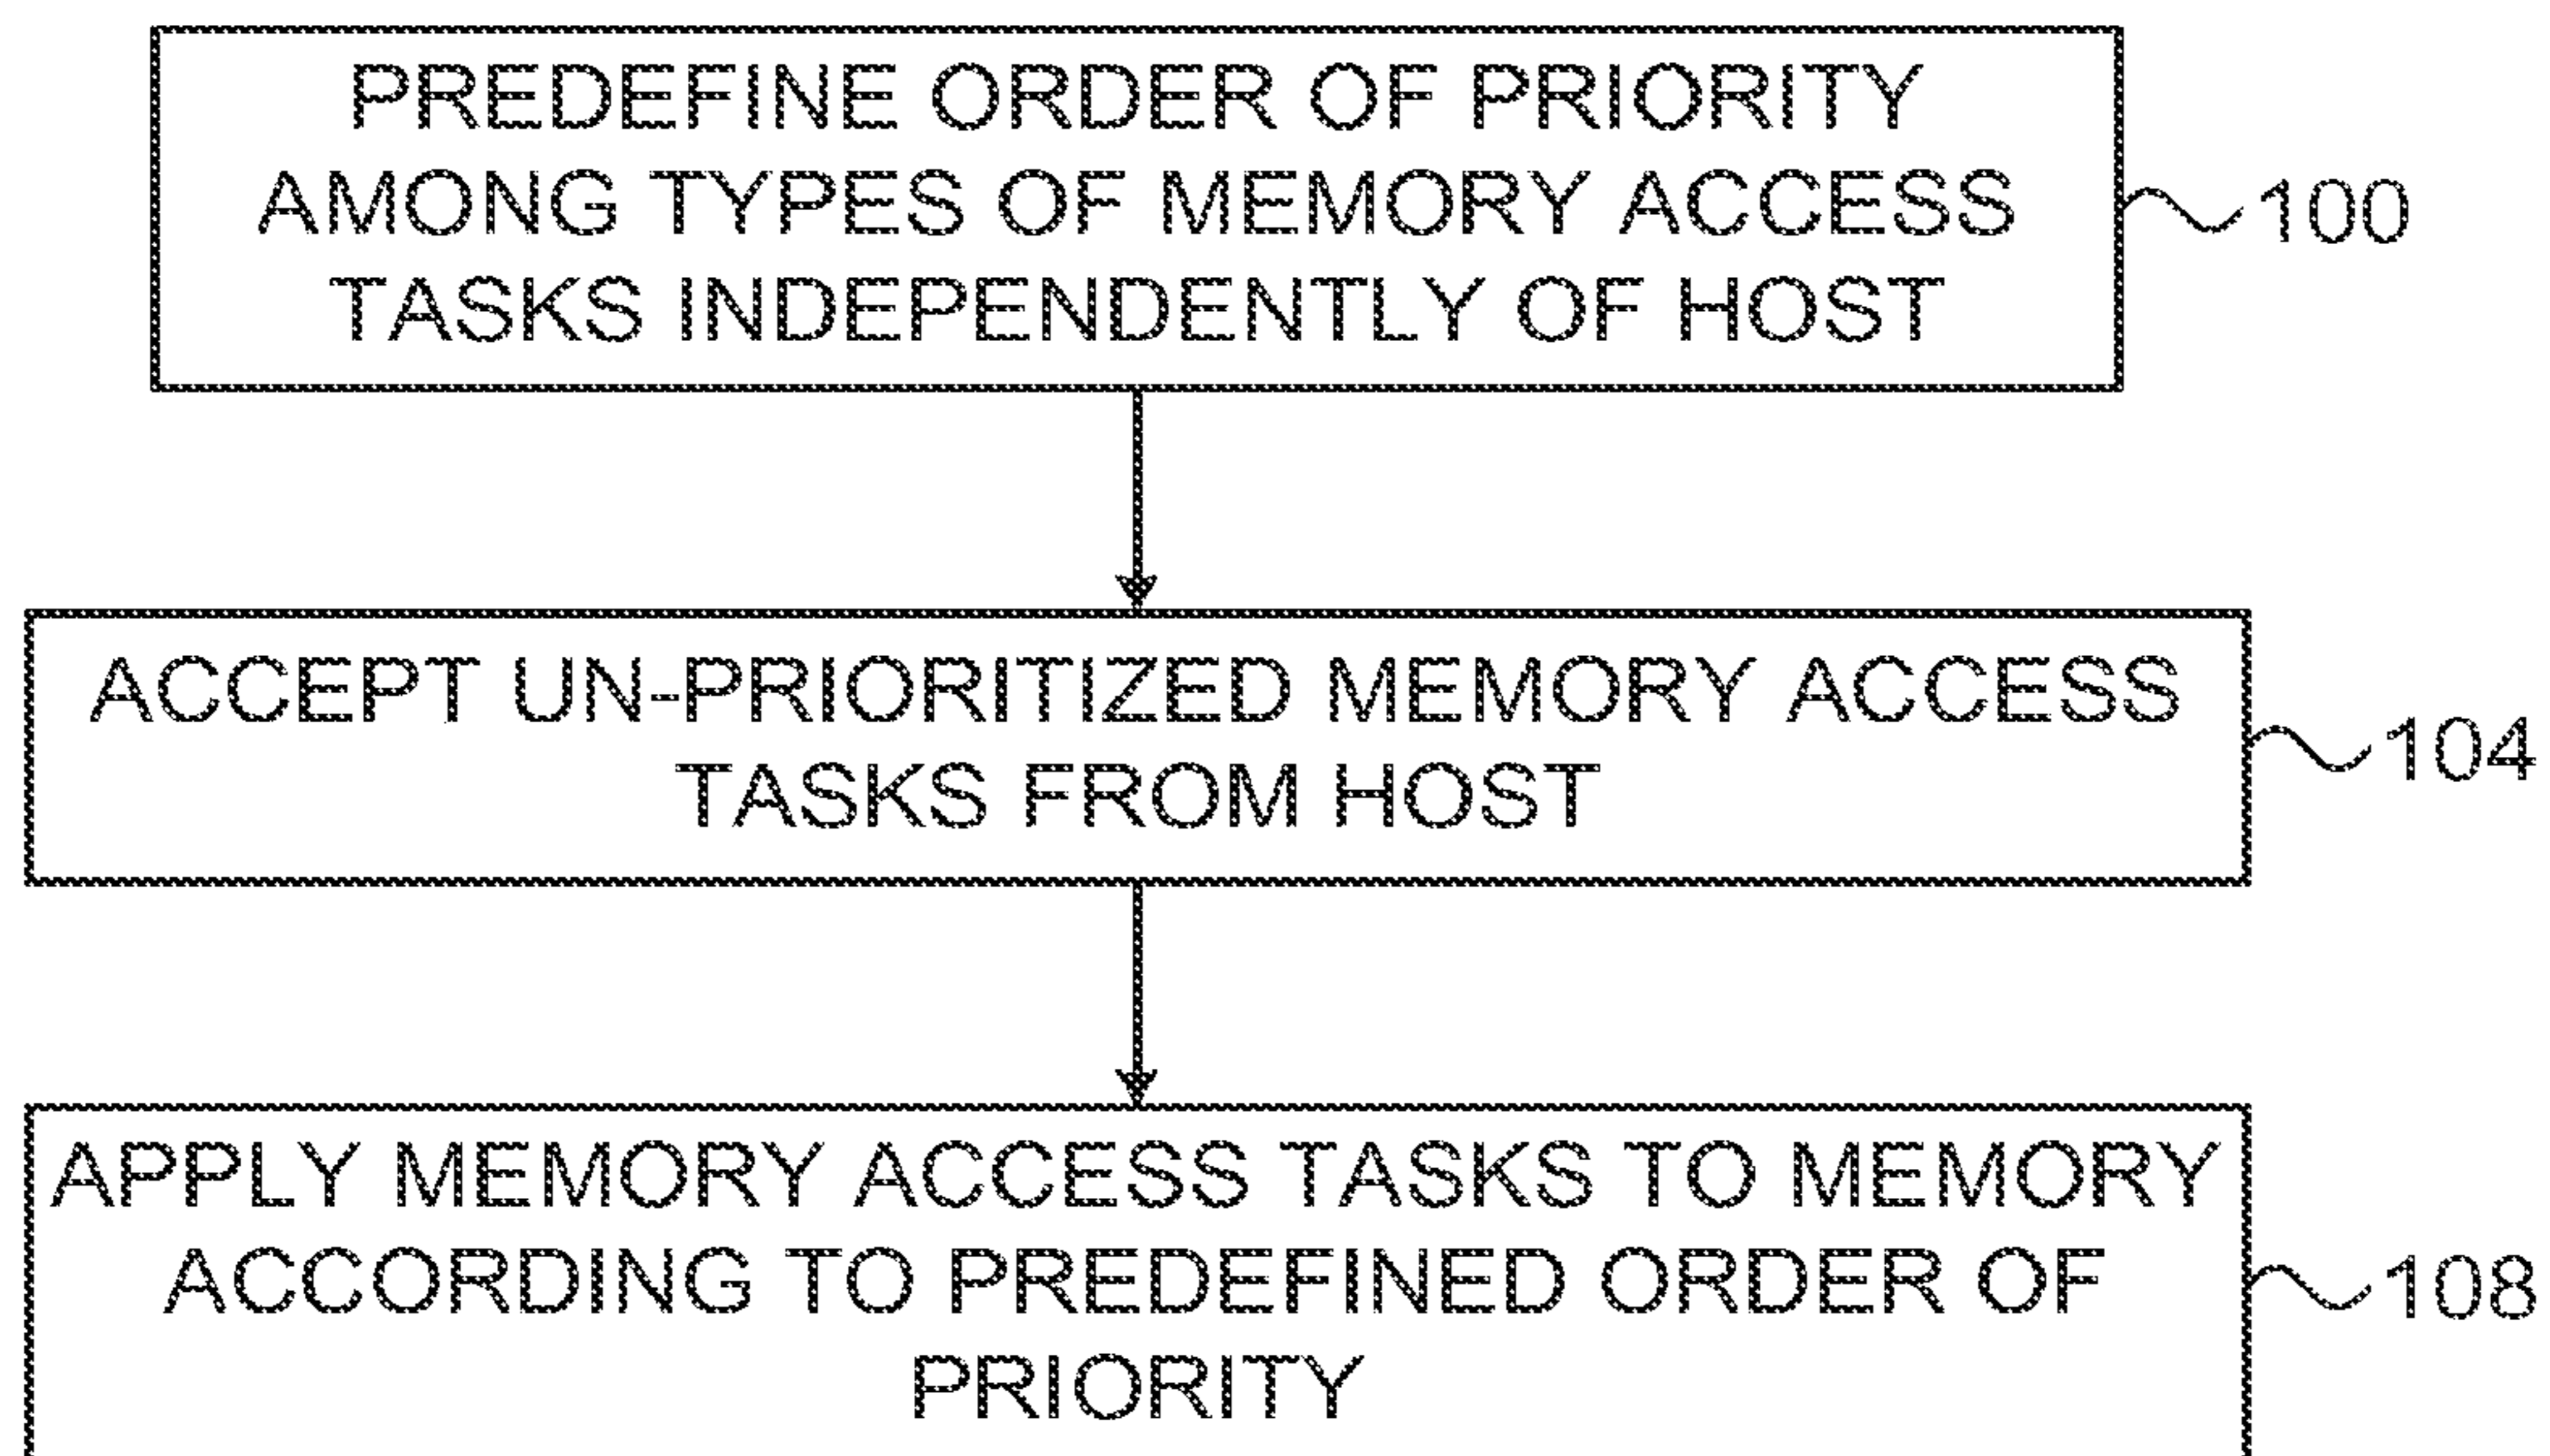 PREDEFINE ORDER OF PRIORITY
AMONG TYPES OF MEMORY ACCESS
TASKS INDEPENDENTLY OF HOST
100
ACCEPT UN-PRIORITIZED MEMORY ACCESS
TASKS FROM HOST
104
APPLY MEMORY ACCESS TASKS TO MEMORY
ACCORDING TO PREDEFINED ORDER OF
PRIORITY
108